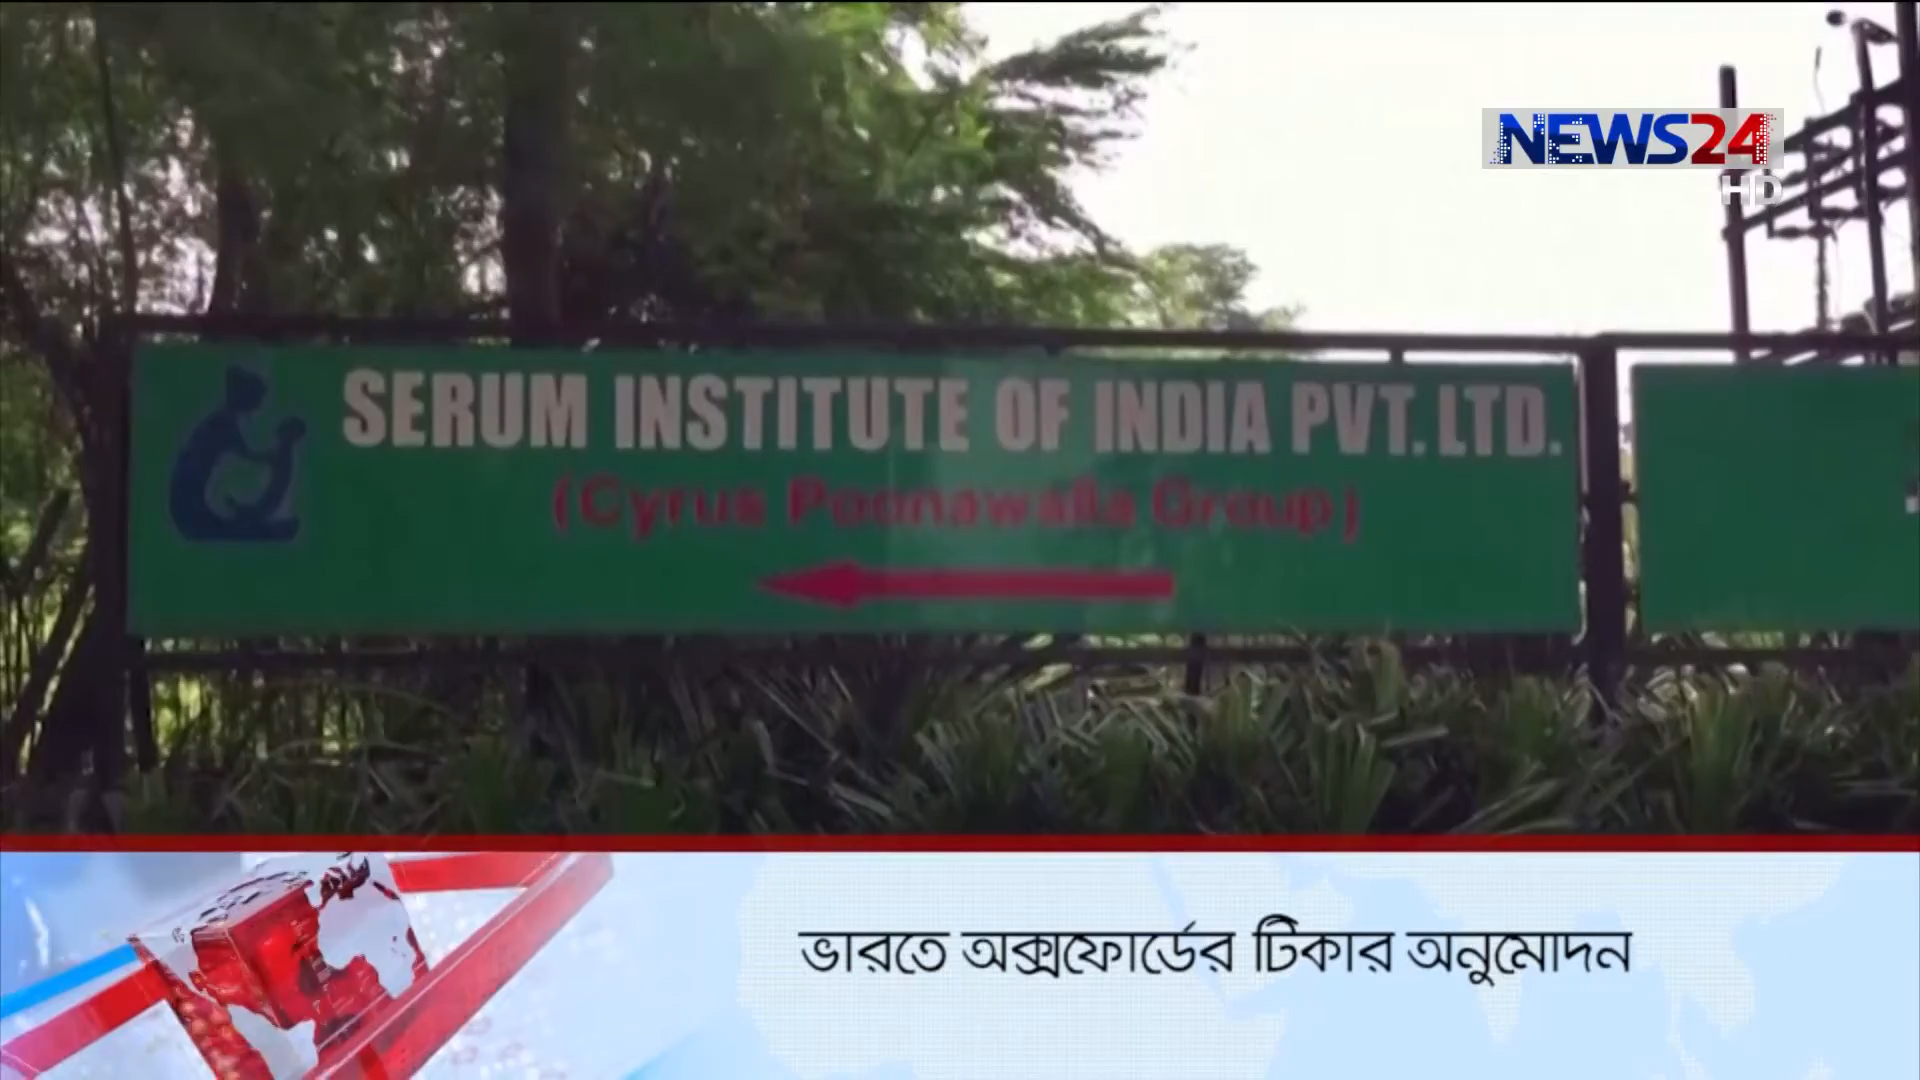 NEWS24
HD
SERUM INSTITUTE OF INDIA PVT. LTD.
(Cyrus Poonawalla Group)
ভারতে অক্সফোর্ডের টিকার অনুমোদন